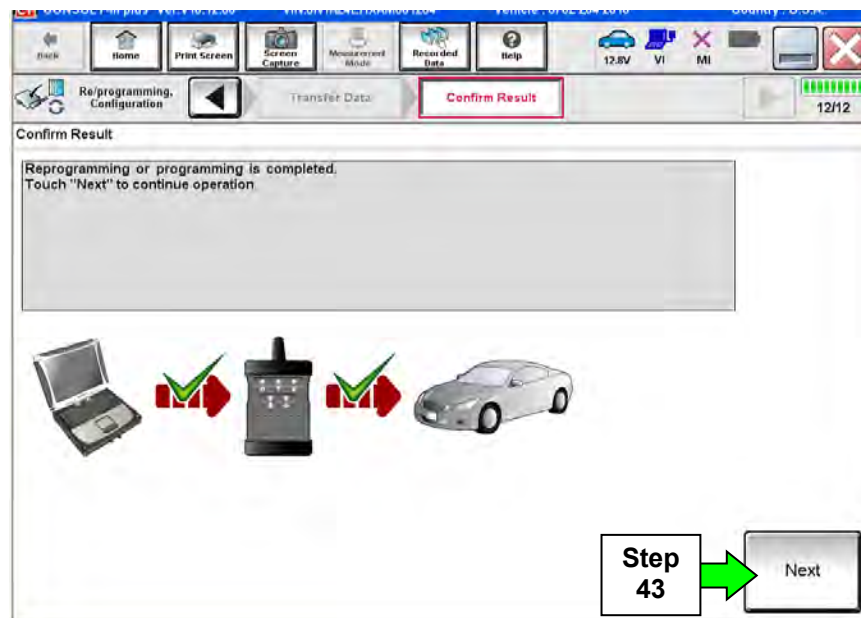 Back
Home
Print Screen
Screen
Capture
Measurement
Mode
Recorded
Data
Help
12.8V
VI
MI
Re/programming,
Configuration
Transfer Data
Confirm Result
12/12
Confirm Result
Reprogramming or programming is completed.
Touch "Next" to continue operation
Step
43
Next